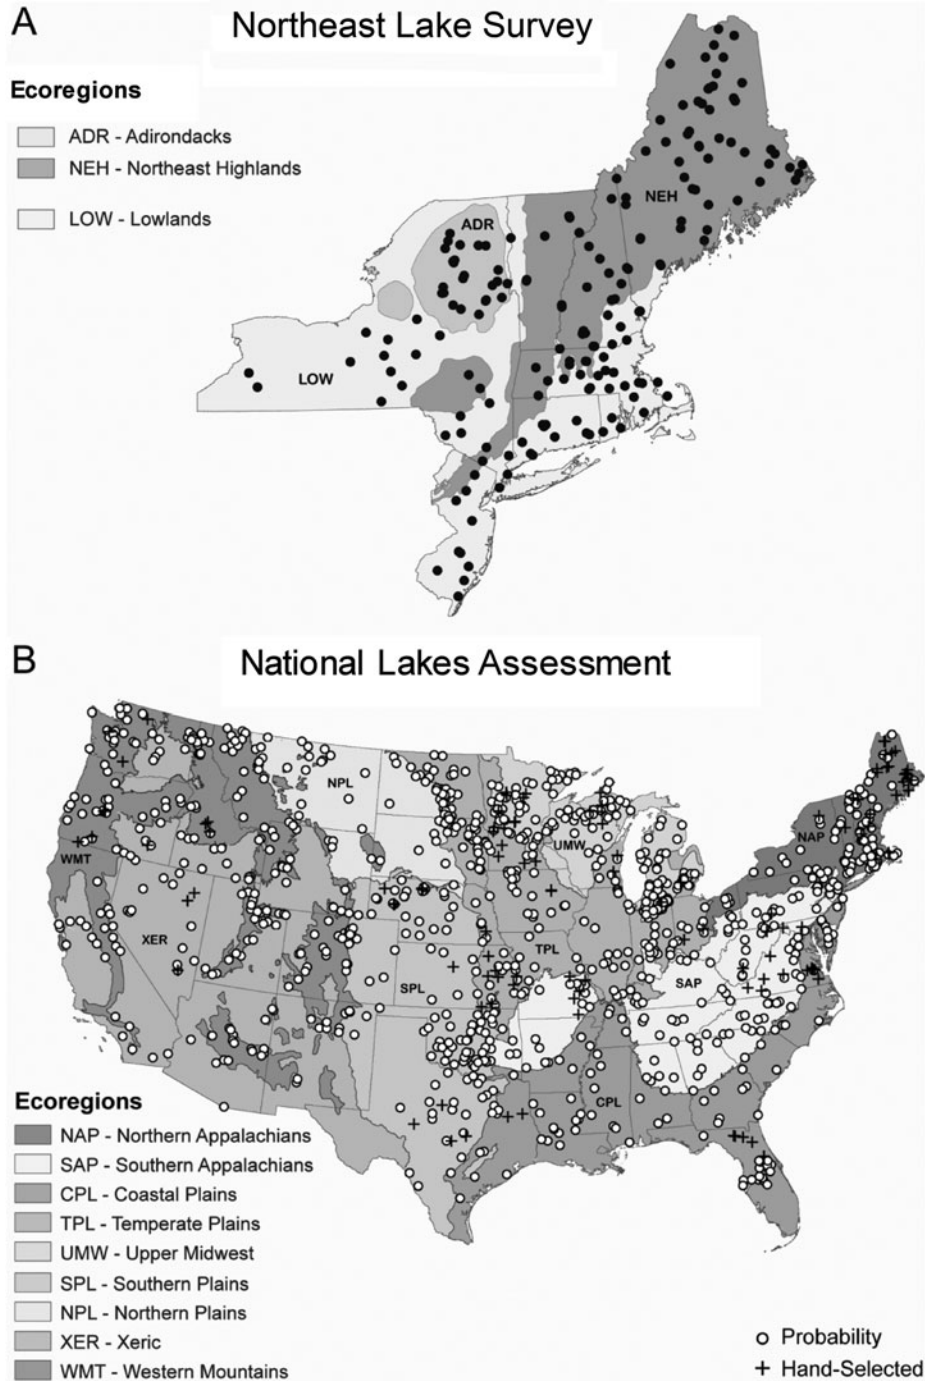 A
Northeast Lake Survey
Ecoregions
ADR - Adirondacks
NEH - Northeast Highlands
LOW - Lowlands
NEH
ADR
LOW
B
National Lakes Assessment
NPL
NAP
UMW
WMT
XER
TPL
SPL
SAP
CPL
Ecoregions
NAP - Northern Appalachians
SAP - Southern Appalachians
CPL - Coastal Plains
TPL - Temperate Plains
UMW - Upper Midwest
SPL - Southern Plains
NPL - Northern Plains
XER - Xeric
WMT - Western Mountains
Probability
Hand-Selected